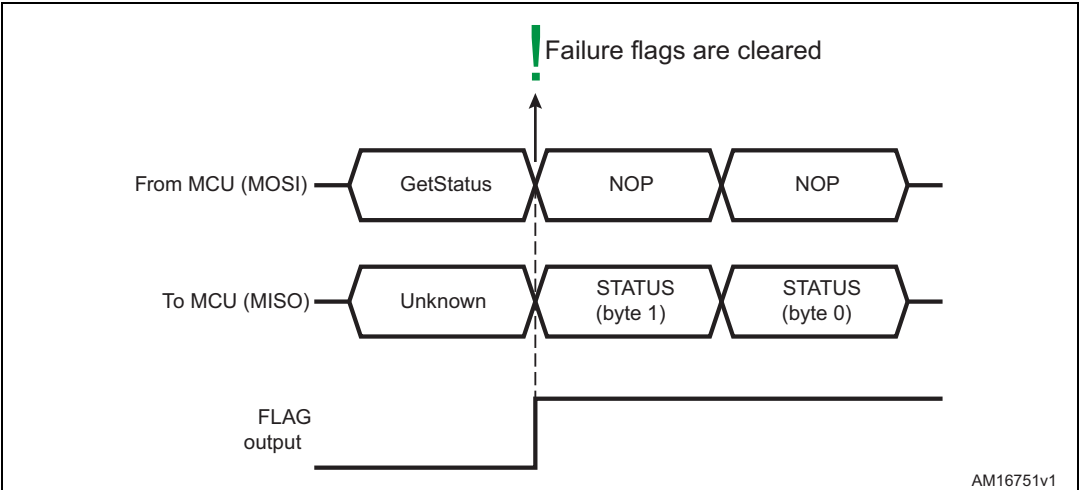 ! Failure flags are cleared
From MCU (MOSI)
GetStatus
NOP
NOP
To MCU (MISO)
Unknown
STATUS
(byte 1)
STATUS
(byte 0)
FLAG
output
AM16751v1